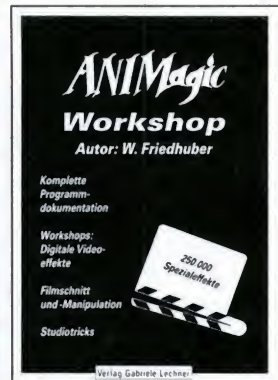 ANIMagic
Workshop
Autor: W. Friedhuber
Komplette
Programm-
dokumentation
Workshops:
Digitale Video-
effekte
Filmschnitt
und -Manipulation
Studiotricks
250.000
Spezialeffekte
Verlag Gabriele Lechner